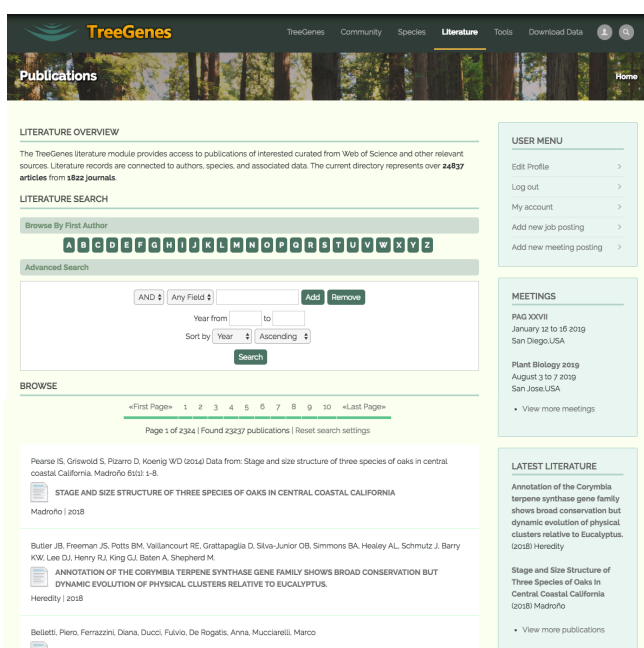 TreeGenes
TreeGenes Community Species Literature Tools Download Data
Publications
Home
LITERATURE OVERVIEW
The TreeGenes literature module provides access to publications of interested curated from Web of Science and other relevant
sources. Literature records are connected to authors, species, and associated data. The current directory represents over 24837
articles from 1822 journals.
LITERATURE SEARCH
Browse By First Author
A B C D E F G H I J K L M N O P Q R S T U V W X Y Z
Advanced Search
AND Any Field Add Remove
Year from to
Sort by Year Ascending
Search
BROWSE
«First Page» 1 2 3 4 5 6 7 8 9 10 «Last Page»
Page 1 of 2324 | Found 23237 publications | Reset search settings
Pearse IS, Griswold S, Pizarro D, Koenig WD (2014) Data from: Stage and size structure of three species of oaks in central
coastal California. Madroño 61(1): 1-8.
STAGE AND SIZE STRUCTURE OF THREE SPECIES OF OAKS IN CENTRAL COASTAL CALIFORNIA
Madroño | 2018
Butler JB, Freeman JS, Potts BM, Vaillancourt RE, Grattapaglia D, Silva-Junior OB, Simmons BA, Healey AL, Schmutz J, Barry
KW, Lee DJ, Henry RJ, King GJ, Baten A, Shepherd M.
ANNOTATION OF THE CORYMBIA TERPENE SYNTHASE GENE FAMILY SHOWS BROAD CONSERVATION BUT
DYNAMIC EVOLUTION OF PHYSICAL CLUSTERS RELATIVE TO EUCALYPTUS.
Heredity | 2018
Belletti, Piero, Ferrazzini, Diana, Ducci, Fulvio, De Rogatis, Anna, Mucciarelli, Marco
USER MENU
Edit Profile >
Log out >
My account >
Add new job posting >
Add new meeting posting >
MEETINGS
PAG XXVII
January 12 to 16 2019
San Diego,USA
Plant Biology 2019
August 3 to 7 2019
San Jose,USA
• View more meetings
LATEST LITERATURE
Annotation of the Corymbia
terpene synthase gene family
shows broad conservation but
dynamic evolution of physical
clusters relative to Eucalyptus.
(2018) Heredity
Stage and Size Structure of
Three Species of Oaks In
Central Coastal California
(2018) Madroño
• View more publications